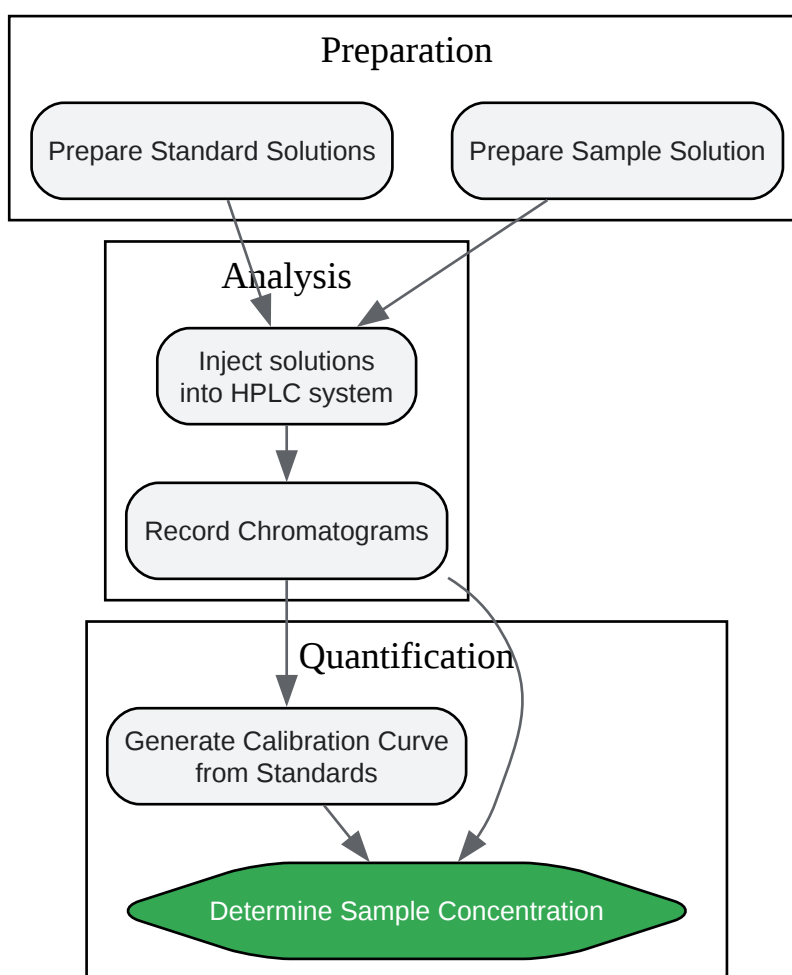 Preparation
Prepare Standard Solutions
Prepare Sample Solution
Analysis
Inject solutions
into HPLC system
Record Chromatograms
Quantification
Generate Calibration Curve
from Standards
Determine Sample Concentration